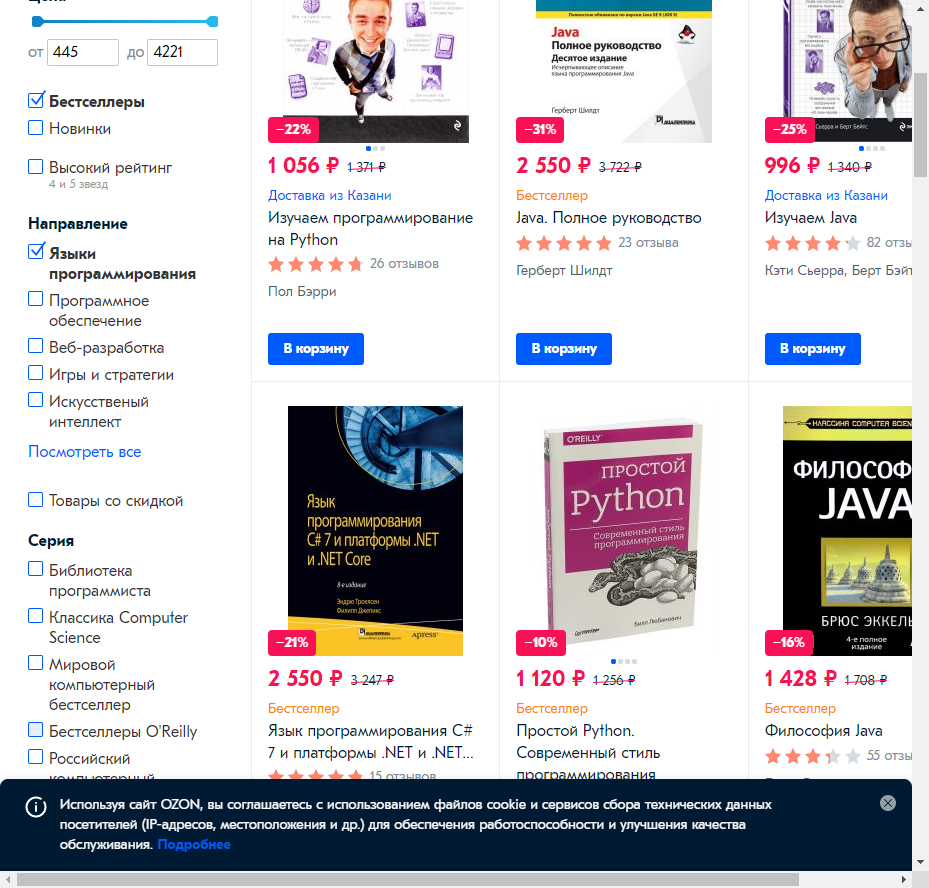 от 445 до 4221
Бестселлеры
Новинки
Высокий рейтинг
4 и 5 звезд
Направление
Языки
программирования
Программное
обеспечение
Веб-разработка
Игры и стратегии
Искусственый
интеллект
Посмотреть все
Товары со скидкой
Серия
Библиотека
программиста
Классика Computer
Science
Мировой
компьютерный
бестселлер
Бестселлеры O'Reilly
Российский
компьютерный
−22%
1 056 ₽ 1 371 ₽
Доставка из Казани
Изучаем программирование
на Python
26 отзывов
Пол Бэрри
В корзину
Java
Полное руководство
Десятое издание
Исчерпывающее описание
языка программирования Java
Герберт Шилдт
−31%
2 550 ₽ 3 722 ₽
Бестселлер
Java. Полное руководство
23 отзыва
Герберт Шилдт
В корзину
−25%
996 ₽ 1 340 ₽
Доставка из Казани
Изучаем Java
82 отзы
Кэти Сьерра, Берт Бэйт
В корзину
Язык
программирования
C# 7 и платформы .NET
и .NET Core
8-е издание
Эндрю Троелсен
Филипп Джепикс
Apress
−21%
2 550 ₽ 3 247 ₽
Бестселлер
Язык программирования C#
7 и платформы .NET и .NET...
15 отзывов
O'REILLY
ПРОСТОЙ
Python
Современный стиль
программирования
Билл Любанович
−10%
1 120 ₽ 1 256 ₽
Бестселлер
Простой Python.
Современный стиль
программирования
КЛАССИКА COMPUTER SCIEN
ФИЛОСОФ
JAVA
БРЮС ЭККЕЛЬ
4-е полное
издание
−16%
1 428 ₽ 1 708 ₽
Бестселлер
Философия Java
55 отзы
Используя сайт OZON, вы соглашаетесь с использованием файлов cookie и сервисов сбора технических данных
посетителей (IP-адресов, местоположения и др.) для обеспечения работоспособности и улучшения качества
обслуживания. Подробнее